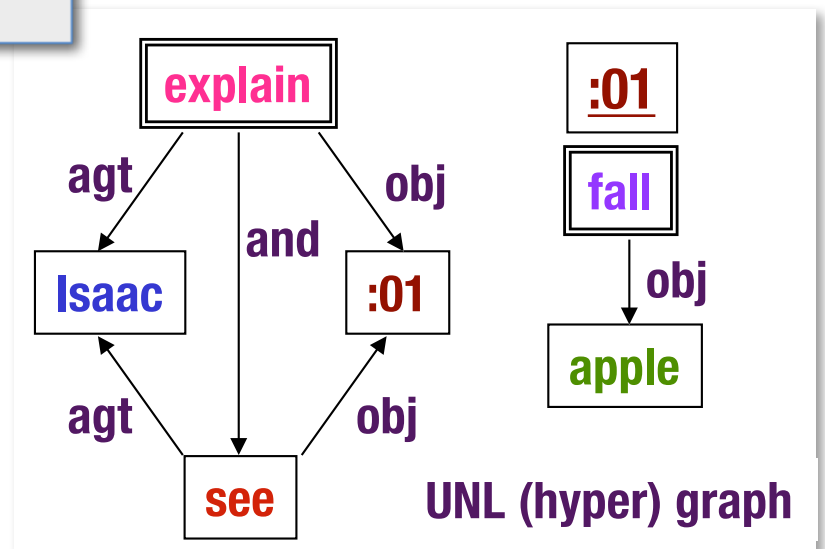 explain
agt
and
obj
Isaac
:01
agt
obj
see
:01
fall
obj
apple
UNL (hyper) graph